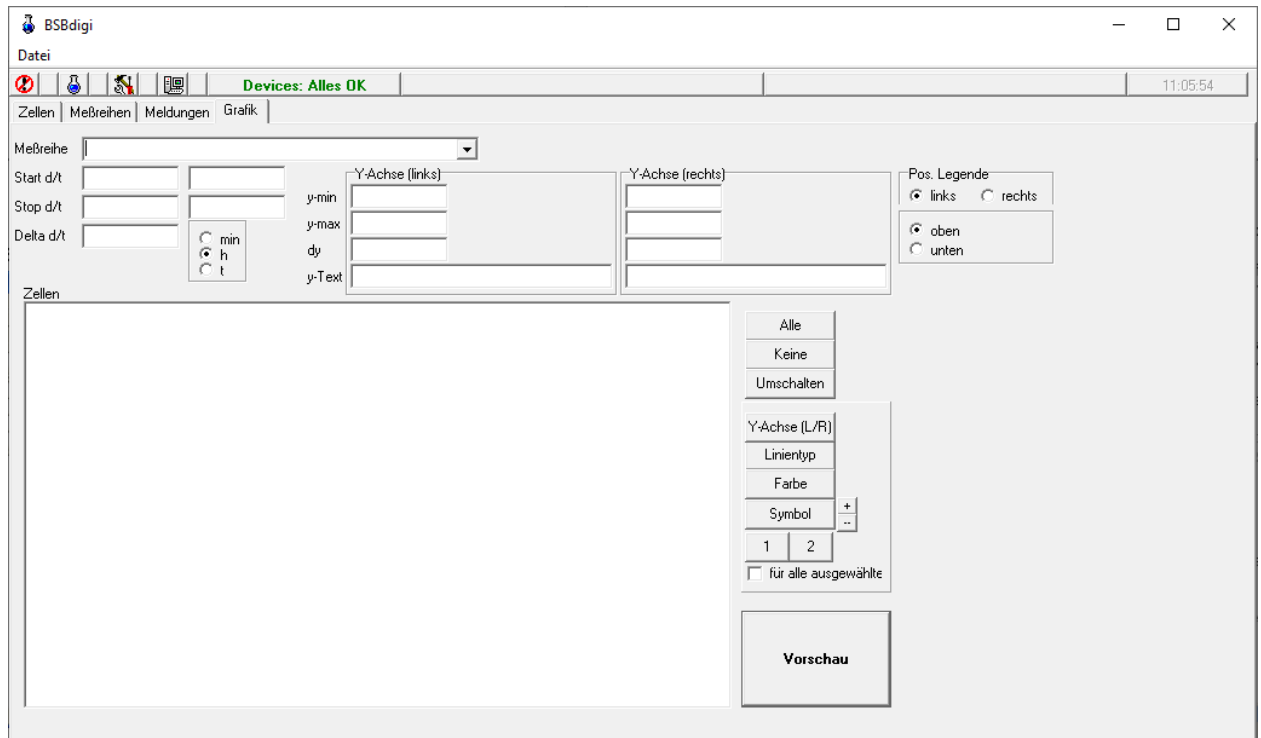 BSBdigi
Datei
Devices: Alles OK
11:05:54
Zellen Meßreihen Meldungen Grafik
Meßreihe
Start d/t
Stop d/t
Delta d/t
min
h
t
Y-Achse (links)
y-min
y-max
dy
y-Text
Y-Achse (rechts)
Pos. Legende
links rechts
oben
unten
Zellen
Alle
Keine
Umschalten
Y-Achse (L/R)
Linientyp
Farbe
Symbol
+
--
1 2
für alle ausgewählte
Vorschau